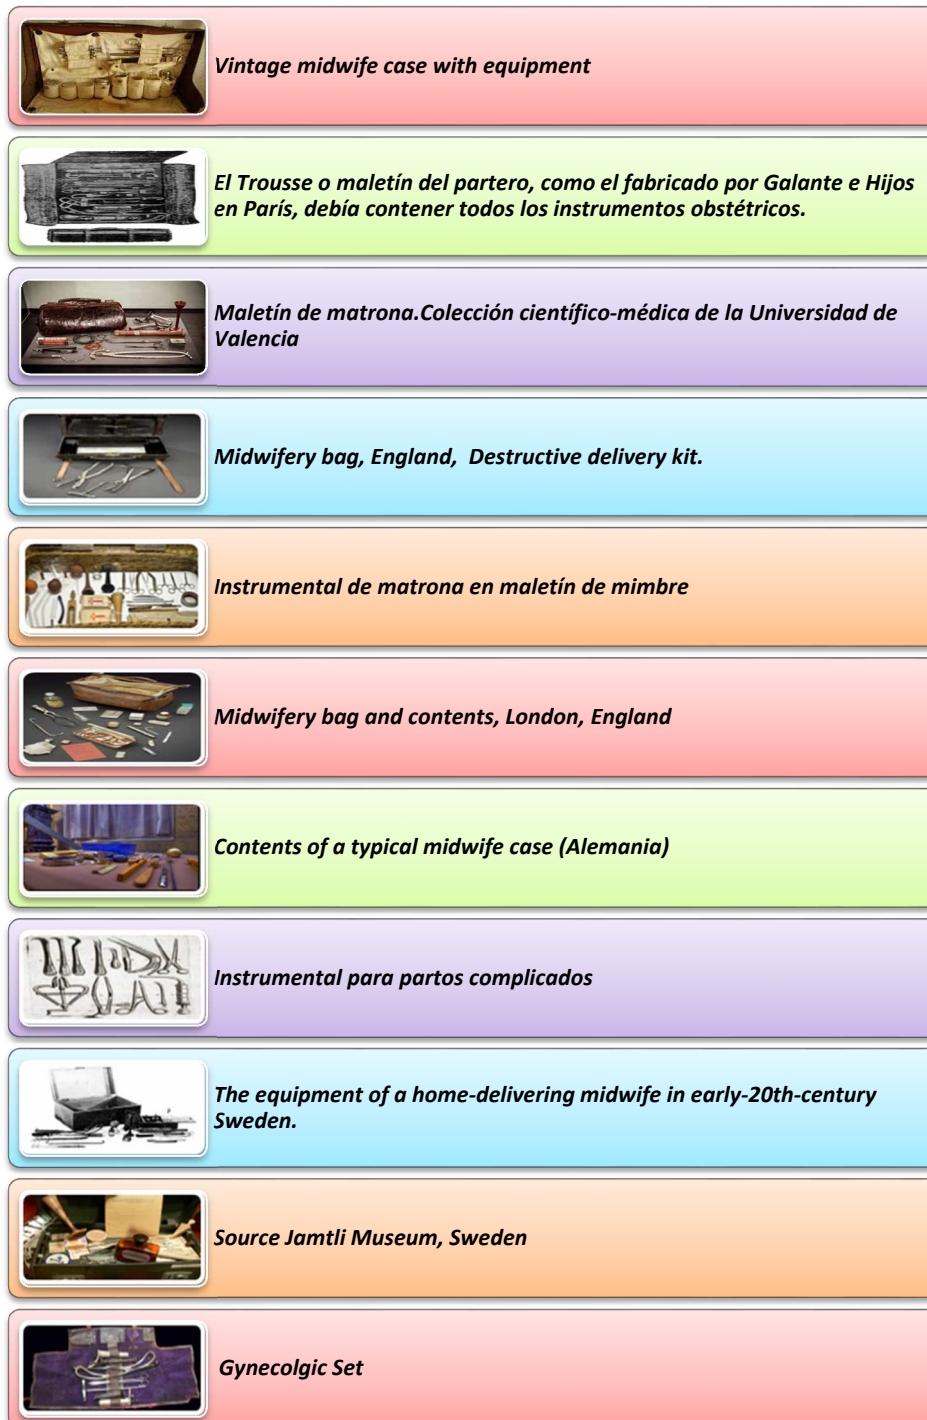 Vintage midwife case with equipment
El Trousse o maletín del partero, como el fabricado por Galante e Hijos
en París, debía contener todos los instrumentos obstétricos.
Maletín de matrona.Colección científico-médica de la Universidad de
Valencia
Midwifery bag, England, Destructive delivery kit.
Instrumental de matrona en maletín de mimbre
Midwifery bag and contents, London, England
Contents of a typical midwife case (Alemania)
Instrumental para partos complicados
The equipment of a home-delivering midwife in early-20th-century
Sweden.
Source Jamtli Museum, Sweden
Gynecolgic Set